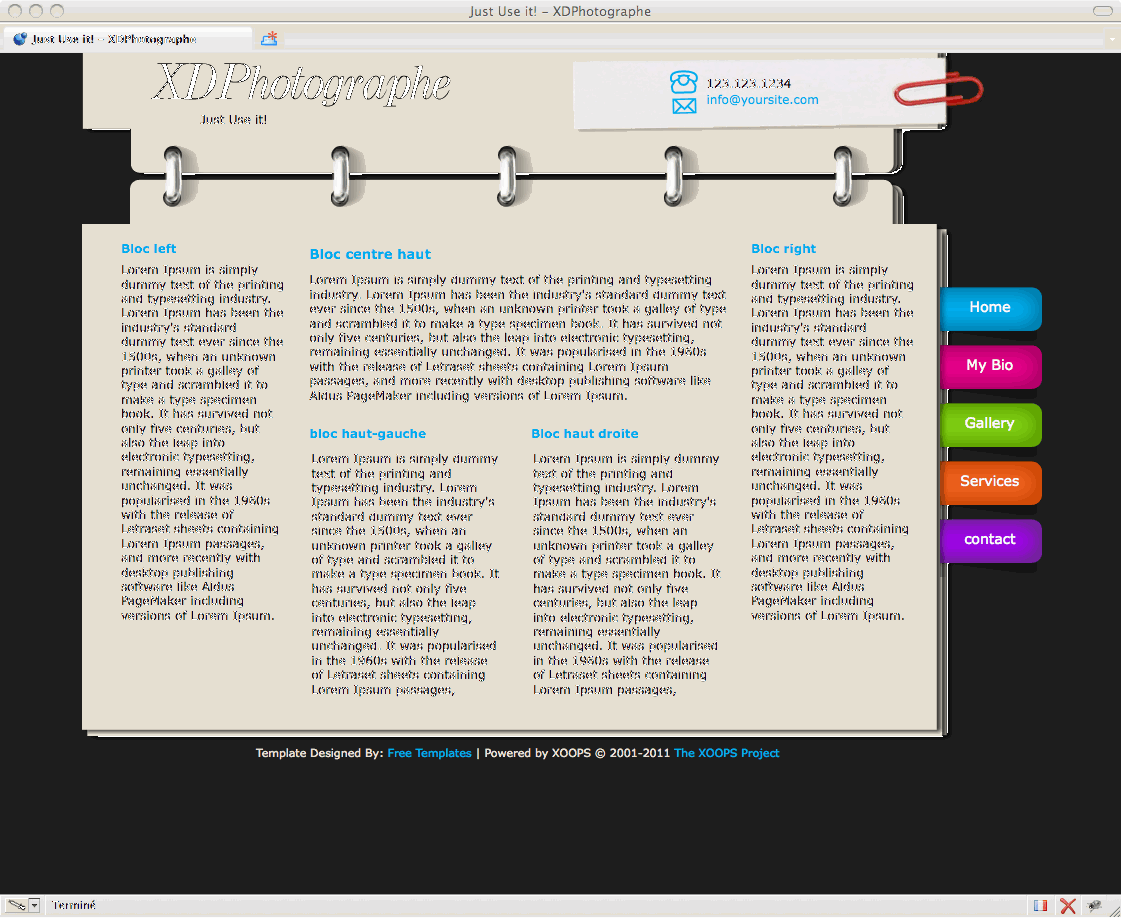 Just Use it! – XDPhotographe
Just Use it! – XDPhotographe
XDPhotographe
Just Use it!
123.123.1234
info@yoursite.com
Bloc left
Lorem Ipsum is simply
dummy text of the printing
and typesetting industry.
Lorem Ipsum has been the
industry's standard
dummy text ever since the
1500s, when an unknown
printer took a galley of
type and scrambled it to
make a type specimen
book. It has survived not
only five centuries, but
also the leap into
electronic typesetting,
remaining essentially
unchanged. It was
popularised in the 1960s
with the release of
Letraset sheets containing
Lorem Ipsum passages,
and more recently with
desktop publishing
software like Aldus
PageMaker including
versions of Lorem Ipsum.
Bloc centre haut
Lorem Ipsum is simply dummy text of the printing and typesetting
industry. Lorem Ipsum has been the industry's standard dummy text
ever since the 1500s, when an unknown printer took a galley of type
and scrambled it to make a type specimen book. It has survived not
only five centuries, but also the leap into electronic typesetting,
remaining essentially unchanged. It was popularised in the 1960s
with the release of Letraset sheets containing Lorem Ipsum
passages, and more recently with desktop publishing software like
Aldus PageMaker including versions of Lorem Ipsum.
bloc haut-gauche
Lorem Ipsum is simply dummy
text of the printing and
typesetting industry. Lorem
Ipsum has been the industry's
standard dummy text ever
since the 1500s, when an
unknown printer took a galley
of type and scrambled it to
make a type specimen book. It
has survived not only five
centuries, but also the leap
into electronic typesetting,
remaining essentially
unchanged. It was popularised
in the 1960s with the release
of Letraset sheets containing
Lorem Ipsum passages,
Bloc haut droite
Lorem Ipsum is simply dummy
text of the printing and
typesetting industry. Lorem
Ipsum has been the industry's
standard dummy text ever
since the 1500s, when an
unknown printer took a galley
of type and scrambled it to
make a type specimen book. It
has survived not only five
centuries, but also the leap
into electronic typesetting,
remaining essentially
unchanged. It was popularised
in the 1960s with the release
of Letraset sheets containing
Lorem Ipsum passages,
Bloc right
Lorem Ipsum is simply
dummy text of the printing
and typesetting industry.
Lorem Ipsum has been the
industry's standard
dummy text ever since the
1500s, when an unknown
printer took a galley of
type and scrambled it to
make a type specimen
book. It has survived not
only five centuries, but
also the leap into
electronic typesetting,
remaining essentially
unchanged. It was
popularised in the 1960s
with the release of
Letraset sheets containing
Lorem Ipsum passages,
and more recently with
desktop publishing
software like Aldus
PageMaker including
versions of Lorem Ipsum.
Home
My Bio
Gallery
Services
contact
Template Designed By: Free Templates | Powered by XOOPS © 2001-2011 The XOOPS Project
Terminé